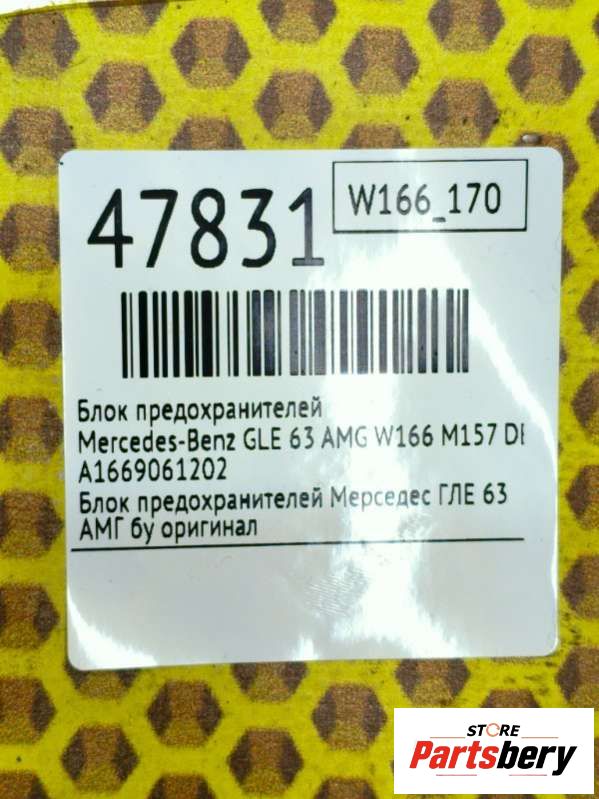 47831
W166_170
Блок предохранителей
Mercedes-Benz GLE 63 AMG W166 M157 DE
A1669061202
Блок предохранителей Мерседес ГЛЕ 63
АМГ бу оригинал
STORE
Partsbery